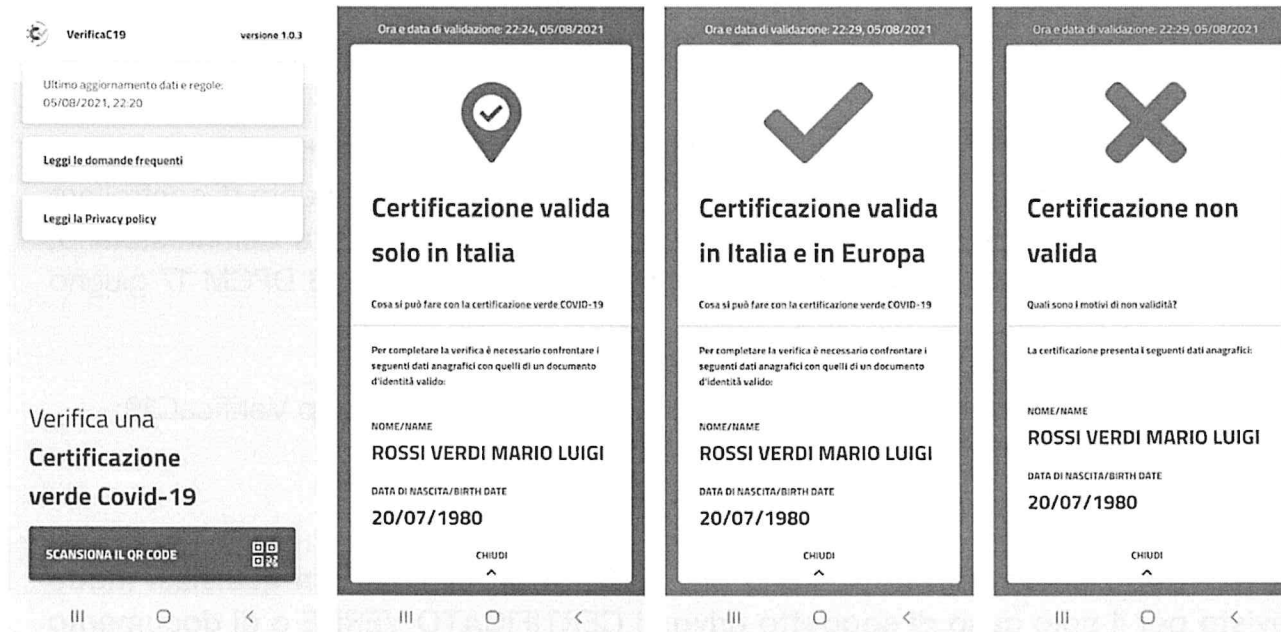 VerificaC19
versione 1.0.3
Ultimo aggiornamento dati e regole:
05/08/2021, 22:20
Leggi le domande frequenti
Leggi la Privacy policy
Verifica una
Certificazione
verde Covid-19
SCANSIONA IL QR CODE
Ora e data di validazione: 22:24, 05/08/2021
Certificazione valida
solo in Italia
Cosa si può fare con la certificazione verde COVID-19
Per completare la verifica è necessario confrontare i
seguenti dati anagrafici con quelli di un documento
d'identità valido:
NOME/NAME
ROSSI VERDI MARIO LUIGI
DATA DI NASCITA/BIRTH DATE
20/07/1980
CHIUDI
Ora e data di validazione: 22:29, 05/08/2021
Certificazione valida
in Italia e in Europa
Cosa si può fare con la certificazione verde COVID-19
Per completare la verifica è necessario confrontare i
seguenti dati anagrafici con quelli di un documento
d'identità valido:
NOME/NAME
ROSSI VERDI MARIO LUIGI
DATA DI NASCITA/BIRTH DATE
20/07/1980
CHIUDI
Ora e data di validazione: 22:29, 05/08/2021
Certificazione non
valida
Quali sono i motivi di non validità?
La certificazione presenta i seguenti dati anagrafici:
NOME/NAME
ROSSI VERDI MARIO LUIGI
DATA DI NASCITA/BIRTH DATE
20/07/1980
CHIUDI